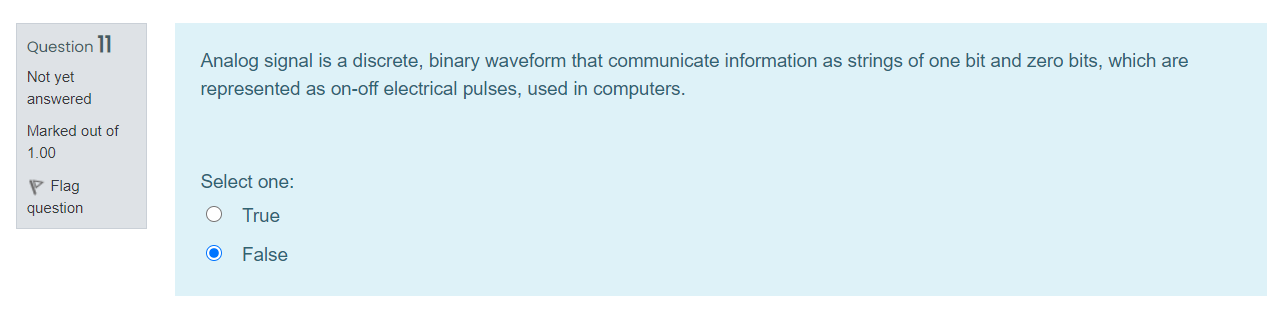 Question 11
Not yet
answered
Marked out of
1.00
Flag
question
Analog signal is a discrete, binary waveform that communicate information as strings of one bit and zero bits, which are
represented as on-off electrical pulses, used in computers.
Select one:
True
False